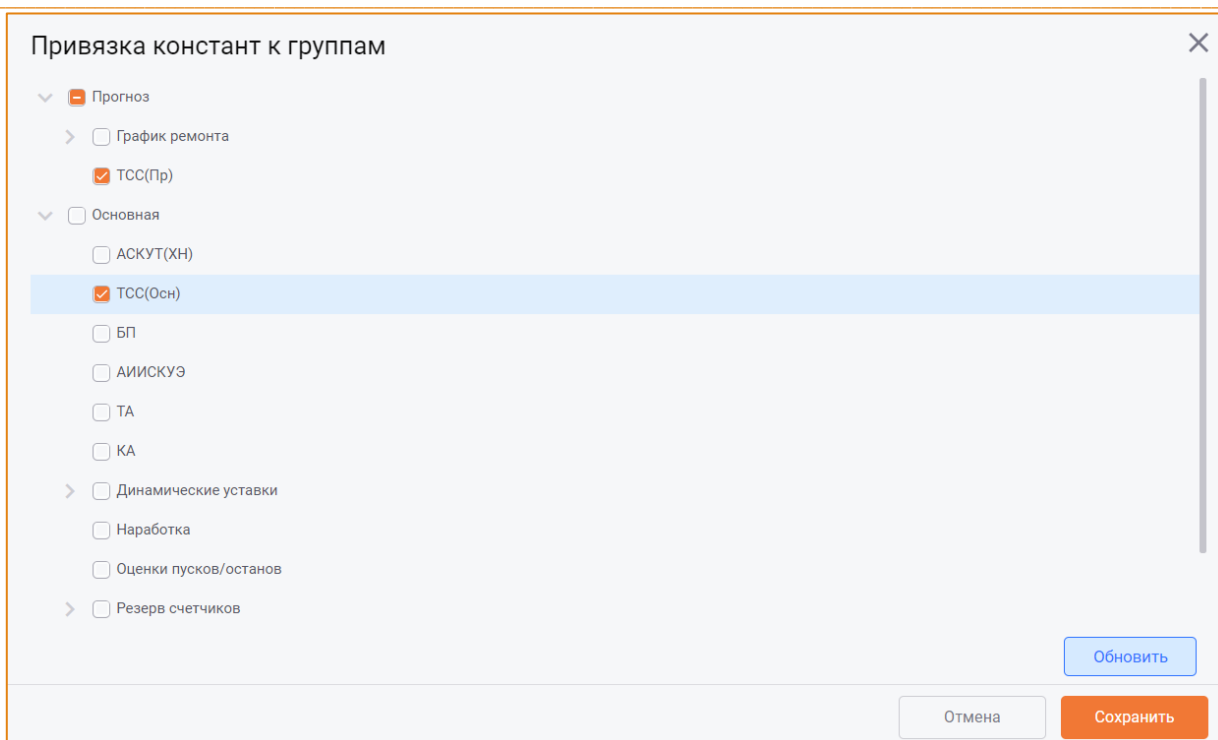 Привязка констант к группам
Прогноз
График ремонта
ТСС(Пр)
Основная
АСКУТ(ХН)
ТСС(Осн)
БП
АИИСКУЭ
ТА
КА
Динамические уставки
Наработка
Оценки пусков/останов
Резерв счетчиков
Обновить
Отмена
Сохранить